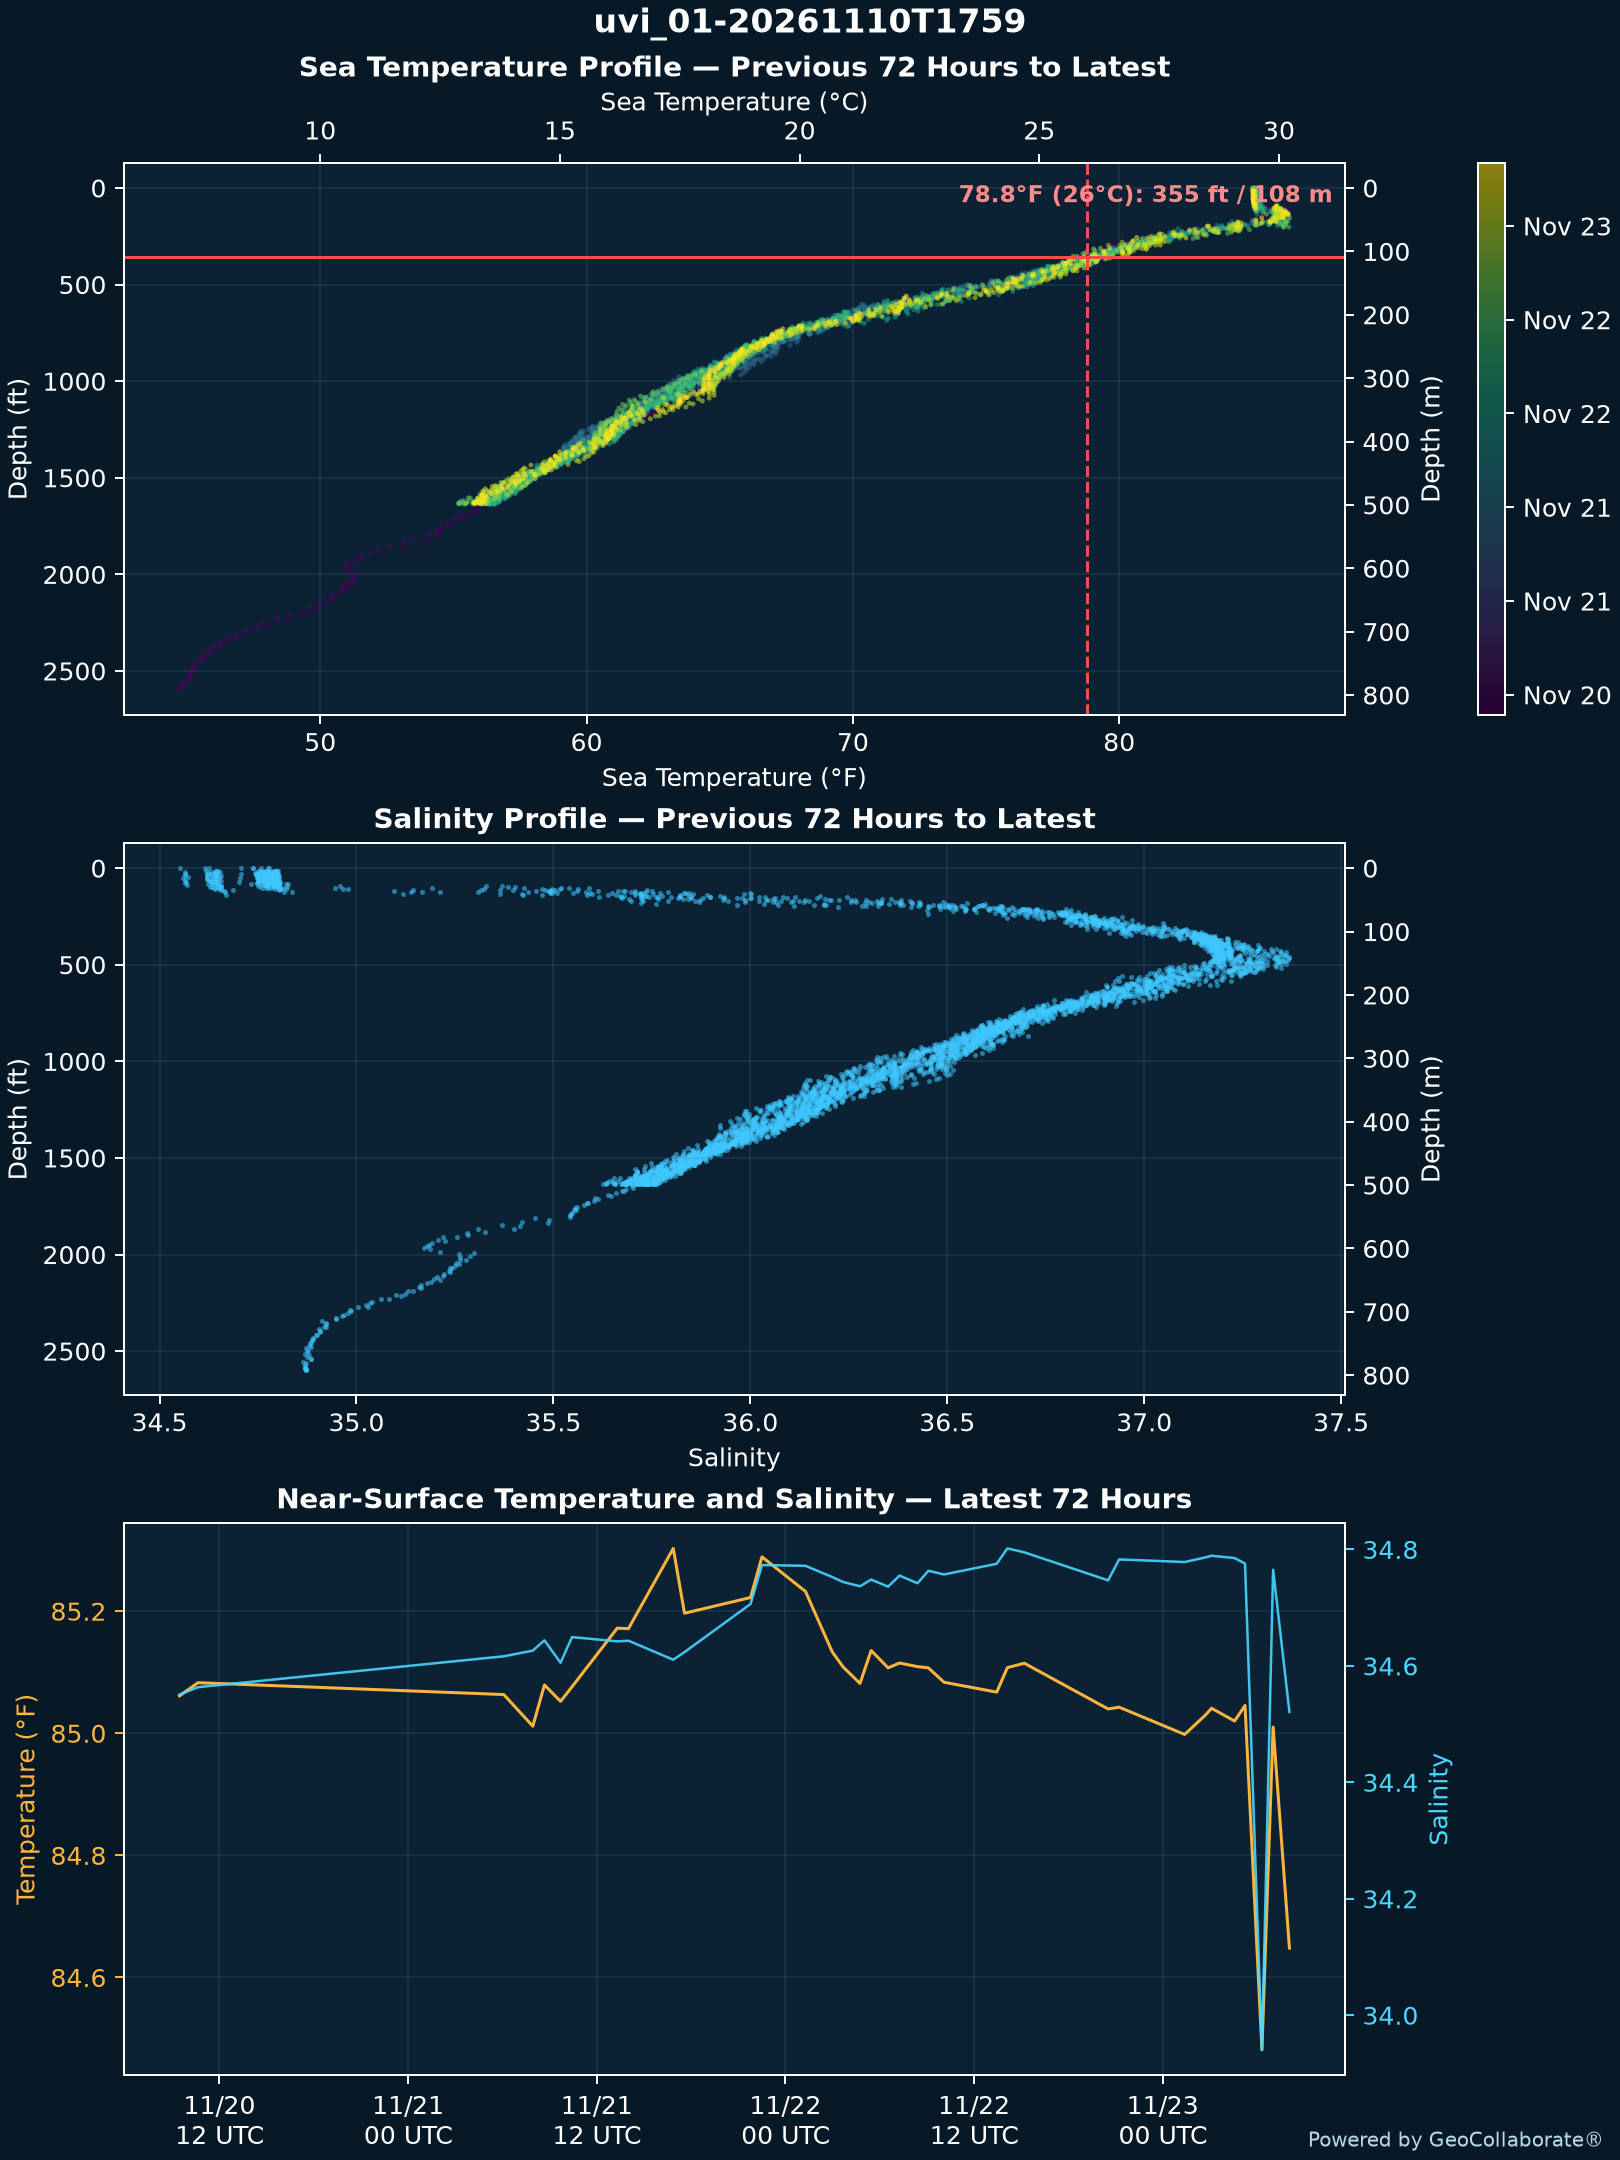 uvi_01-20261110T1759
Sea Temperature Profile — Previous 72 Hours to Latest
Sea Temperature (°C)
10 15 20 25 30
78.8°F (26°C): 355 ft / 108 m
0
500
1000
1500
2000
2500
Depth (ft)
0
100
200
300
400
500
600
700
800
Depth (m)
Nov 23
Nov 22
Nov 22
Nov 21
Nov 21
Nov 20
50 60 70 80
Sea Temperature (°F)
Salinity Profile — Previous 72 Hours to Latest
0
500
1000
1500
2000
2500
Depth (ft)
0
100
200
300
400
500
600
700
800
Depth (m)
34.5 35.0 35.5 36.0 36.5 37.0 37.5
Salinity
Near-Surface Temperature and Salinity — Latest 72 Hours
85.2
85.0
84.8
84.6
Temperature (°F)
34.8
34.6
34.4
34.2
34.0
Salinity
11/20 11/21 11/21 11/22 11/22 11/23
12 UTC 00 UTC 12 UTC 00 UTC 12 UTC 00 UTC
Powered by GeoCollaborate®